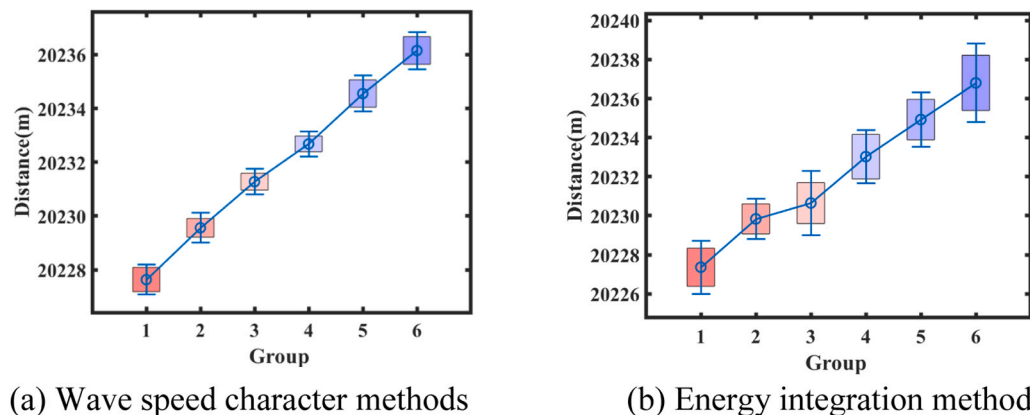 20236
20234
20232
20230
20228
Distance(m)
1 2 3 4 5 6
Group
(a) Wave speed character methods
20240
20238
20236
20234
20232
20230
20228
20226
Distance(m)
1 2 3 4 5 6
Group
(b) Energy integration method